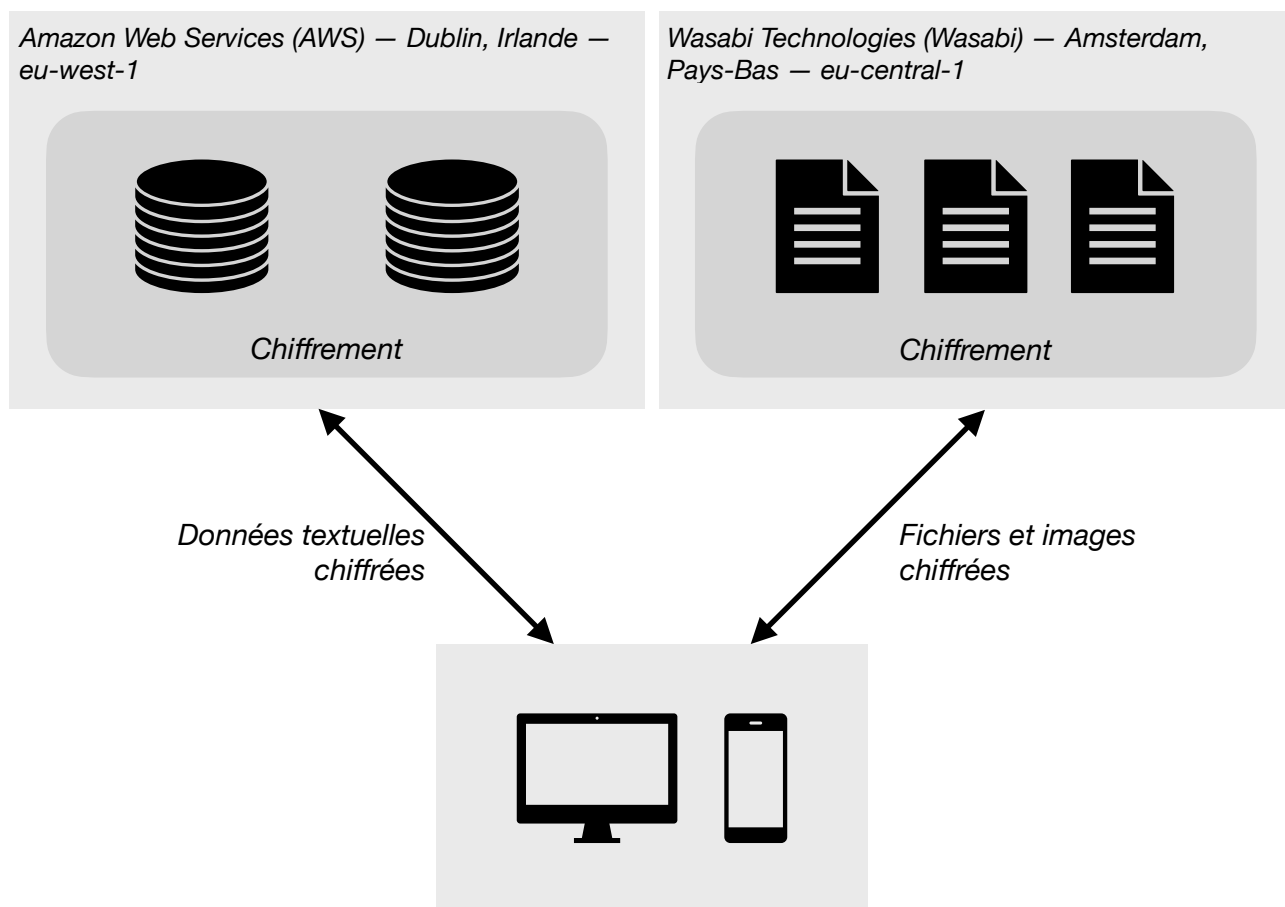 Amazon Web Services (AWS) — Dublin, Irlande —
eu-west-1
Wasabi Technologies (Wasabi) — Amsterdam,
Pays-Bas — eu-central-1
Chiffrement
Chiffrement
Données textuelles
chiffrées
Fichiers et images
chiffrées